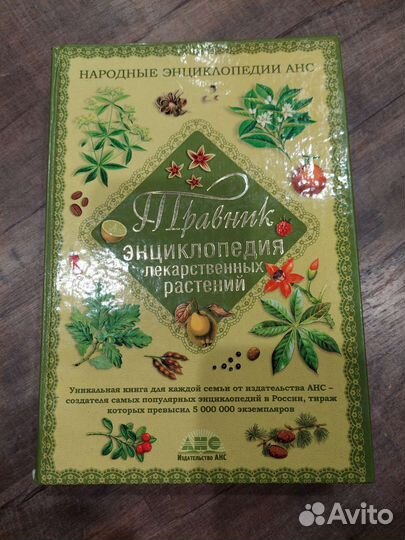 НАРОДНЫЕ ЭНЦИКЛОПЕДИИ АНС
Травник
ЭНЦИКЛОПЕДИЯ
лекарственных
растений
Уникальная книга для каждой семьи от издательства АНС –
создателя самых популярных энциклопедий в России, тираж
которых превысил 5 000 000 экземпляров
АНС
Издательство АНС
Avito